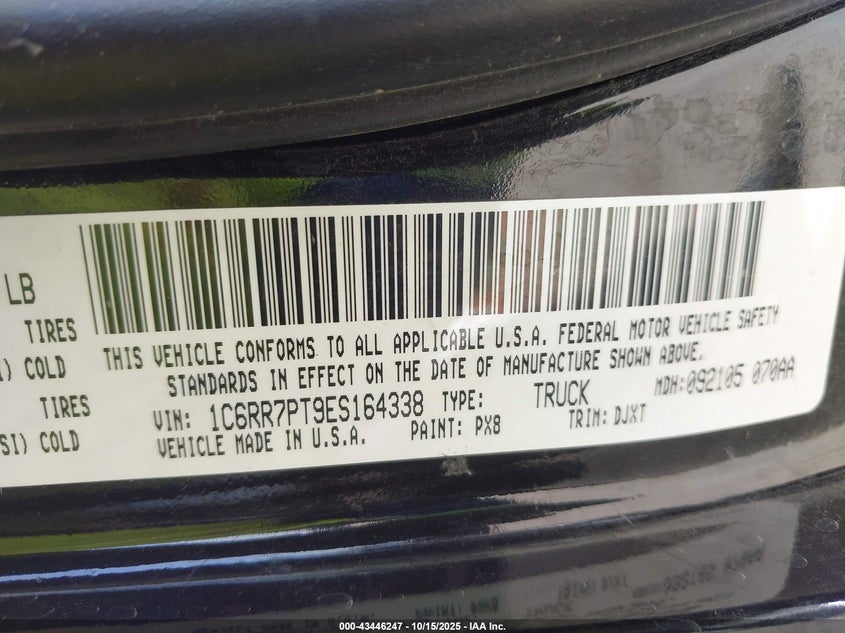 LB
TIRES
I) COLD
SI) COLD
THIS VEHICLE CONFORMS TO ALL APPLICABLE U.S.A. FEDERAL MOTOR VEHICLE SAFETY
STANDARDS IN EFFECT ON THE DATE OF MANUFACTURE SHOWN ABOVE.
VIN: 1C6RR7PT9ES164338 TYPE: TRUCK MDH:092105 070AA
VEHICLE MADE IN U.S.A. PAINT: PX8 TRIM: DJXT
000-43446247 - 10/15/2025 - IAA Inc.